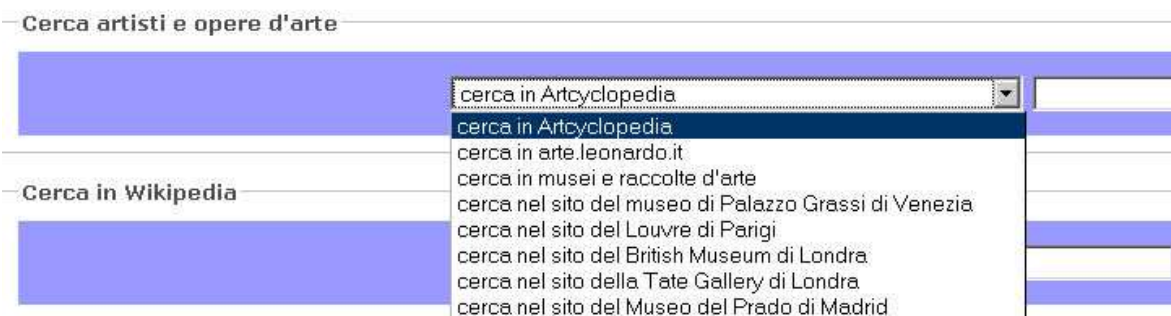 Cerca artisti e opere d'arte
cerca in Artcyclopedia
cerca in Artcyclopedia
cerca in arte.leonardo.it
cerca in musei e raccolte d'arte
cerca nel sito del museo di Palazzo Grassi di Venezia
cerca nel sito del Louvre di Parigi
cerca nel sito del British Museum di Londra
cerca nel sito della Tate Gallery di Londra
cerca nel sito del Museo del Prado di Madrid
Cerca in Wikipedia